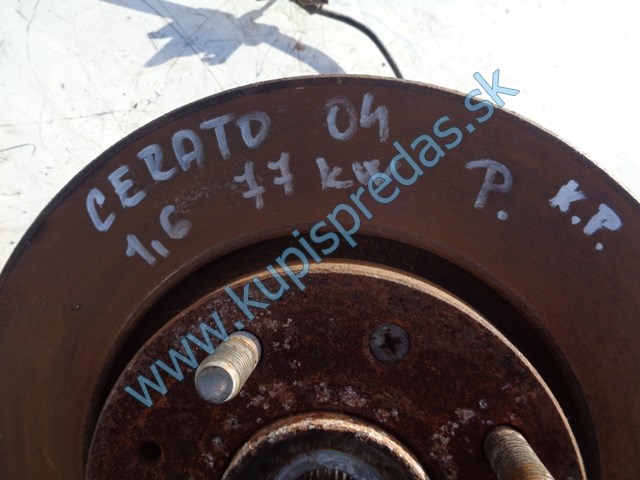 CERATO 04
1,6 77 kw P. K.P.
www.kupispredas.sk